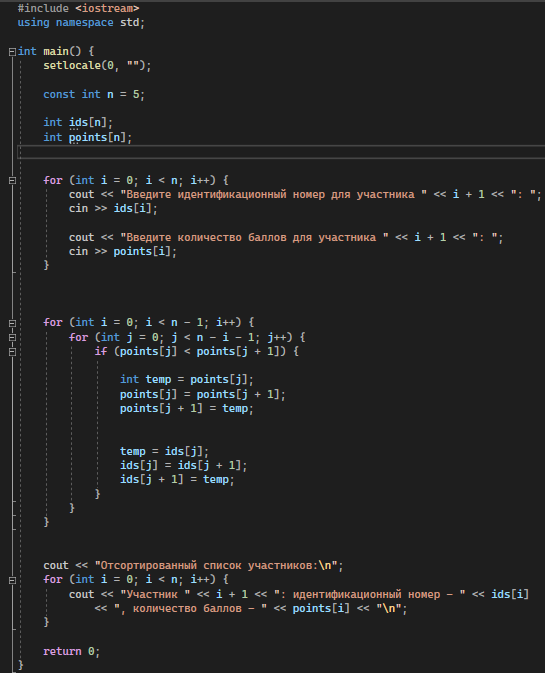 #include <iostream>
using namespace std;
int main() {
setlocale(0, "");
const int n = 5;
int ids[n];
int points[n];
for (int i = 0; i < n; i++) {
cout << "Введите идентификационный номер для участника " << i + 1 << ": ";
cin >> ids[i];
cout << "Введите количество баллов для участника " << i + 1 << ": ";
cin >> points[i];
}
for (int i = 0; i < n - 1; i++) {
for (int j = 0; j < n - i - 1; j++) {
if (points[j] < points[j + 1]) {
int temp = points[j];
points[j] = points[j + 1];
points[j + 1] = temp;
temp = ids[j];
ids[j] = ids[j + 1];
ids[j + 1] = temp;
}
}
}
cout << "Отсортированный список участников:\n";
for (int i = 0; i < n; i++) {
cout << "Участник " << i + 1 << ": идентификационный номер – " << ids[i]
<< ", количество баллов – " << points[i] << "\n";
}
return 0;
}